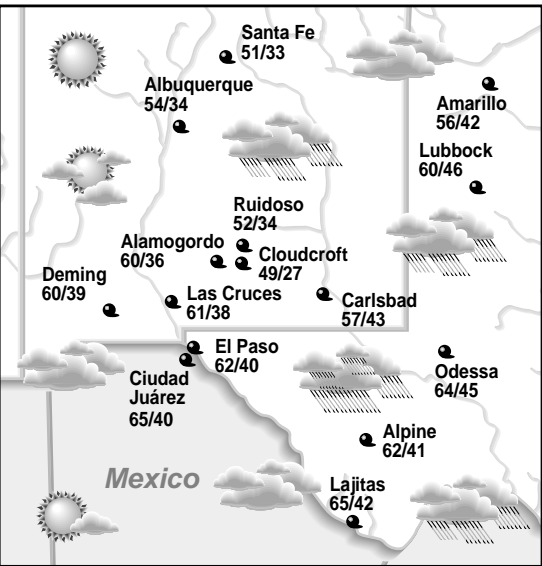 Santa Fe
51/33
Albuquerque
54/34
Amarillo
56/42
Lubbock
60/46
Ruidoso
52/34
Alamogordo
60/36
Cloudcroft
49/27
Deming
60/39
Las Cruces
61/38
Carlsbad
57/43
El Paso
62/40
Ciudad
Juárez
65/40
Odessa
64/45
Alpine
62/41
Mexico
Lajitas
65/42